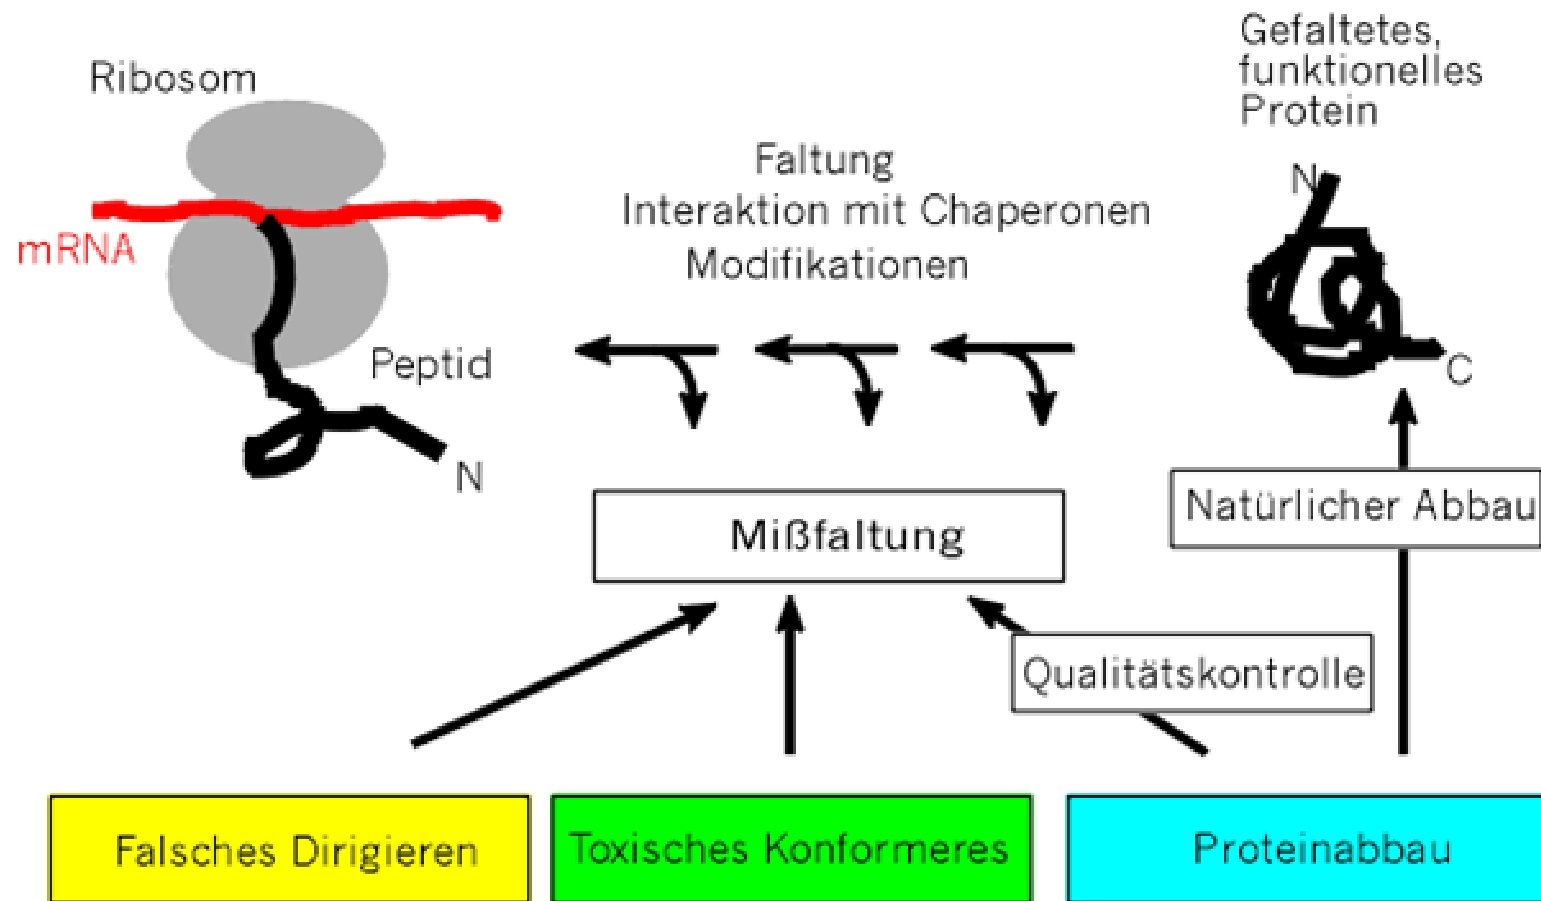 Ribosom
mRNA
Peptid
N
Faltung
Interaktion mit Chaperonen
Modifikationen
Gefaltetes,
funktionelles
Protein
N
C
Mißfaltung
Natürlicher Abbau
Qualitätskontrolle
Falsches Dirigieren
Toxisches Konformeres
Proteinabbau